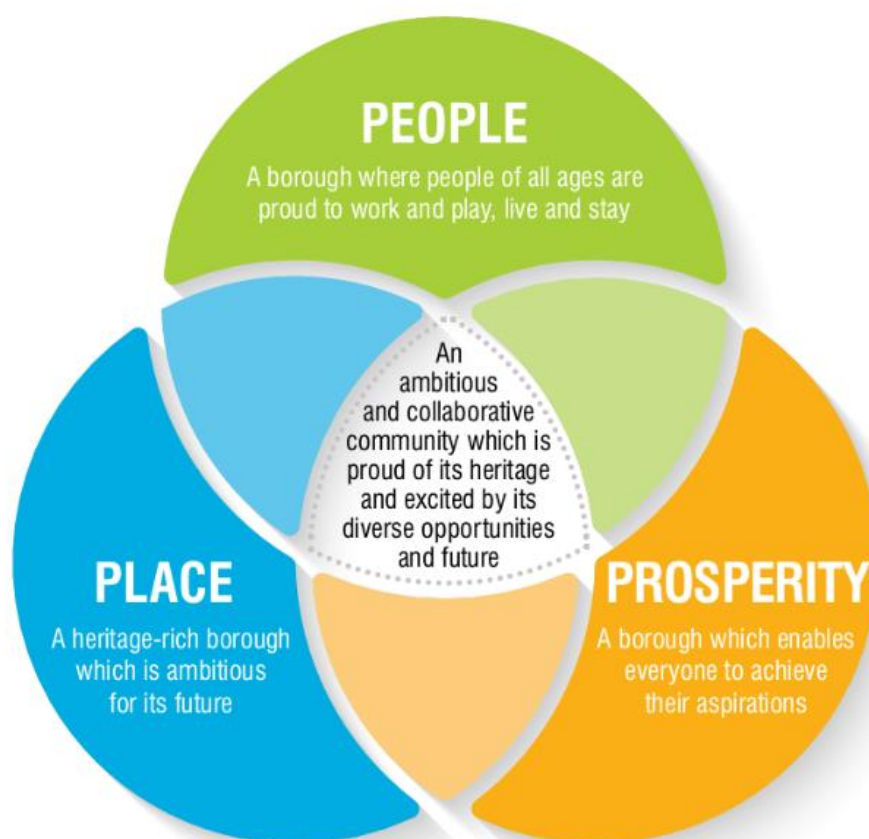 PEOPLE
A borough where people of all ages are
proud to work and play, live and stay
An
ambitious
and collaborative
community which is
proud of its heritage
and excited by its
diverse opportunities
and future
PLACE
A heritage-rich borough
which is ambitious
for its future
PROSPERITY
A borough which enables
everyone to achieve
their aspirations